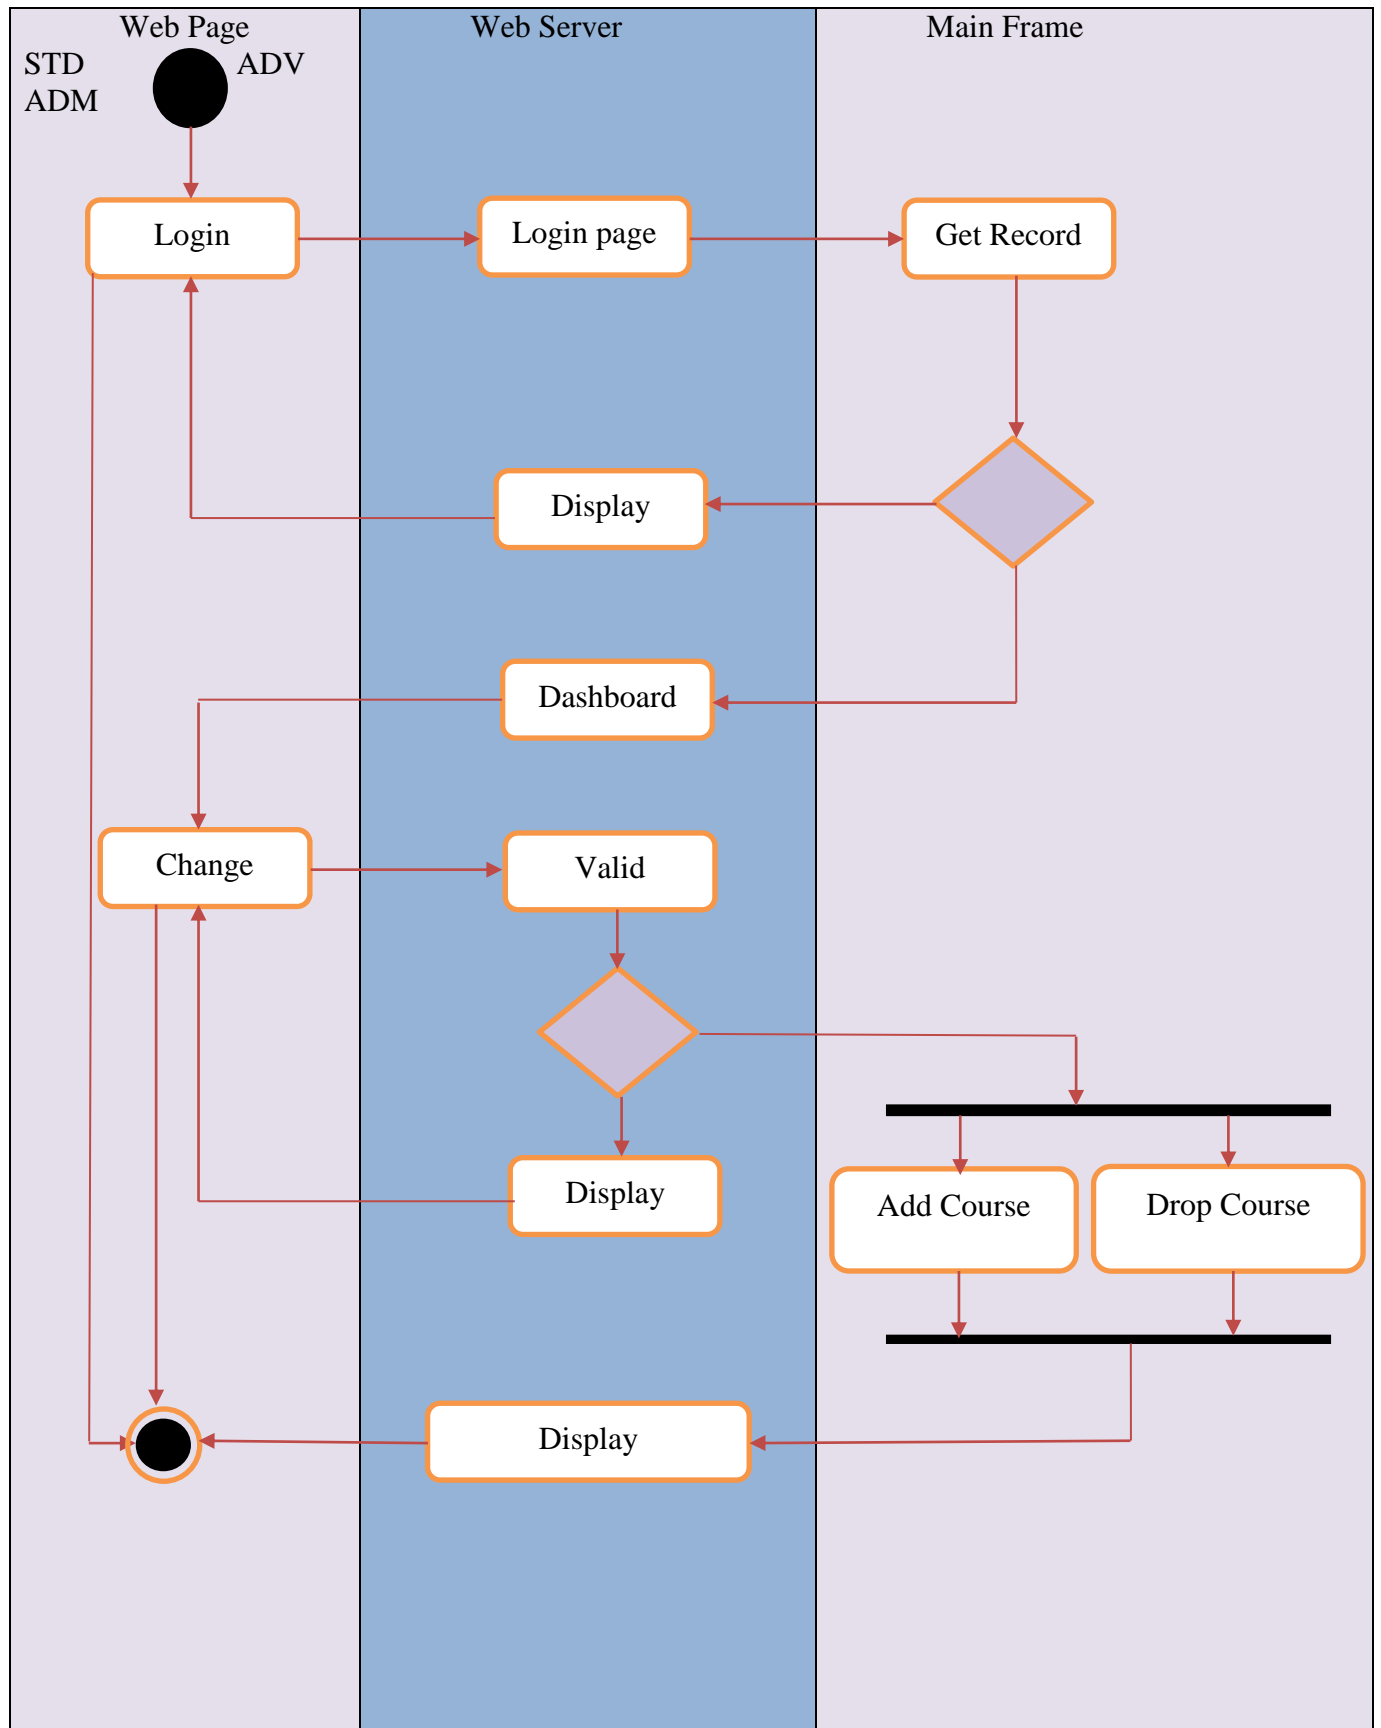 Web Page
Web Server
Main Frame
STD
ADV
ADM
Login
Login page
Get Record
Display
Dashboard
Change
Valid
Display
Add Course
Drop Course
Display